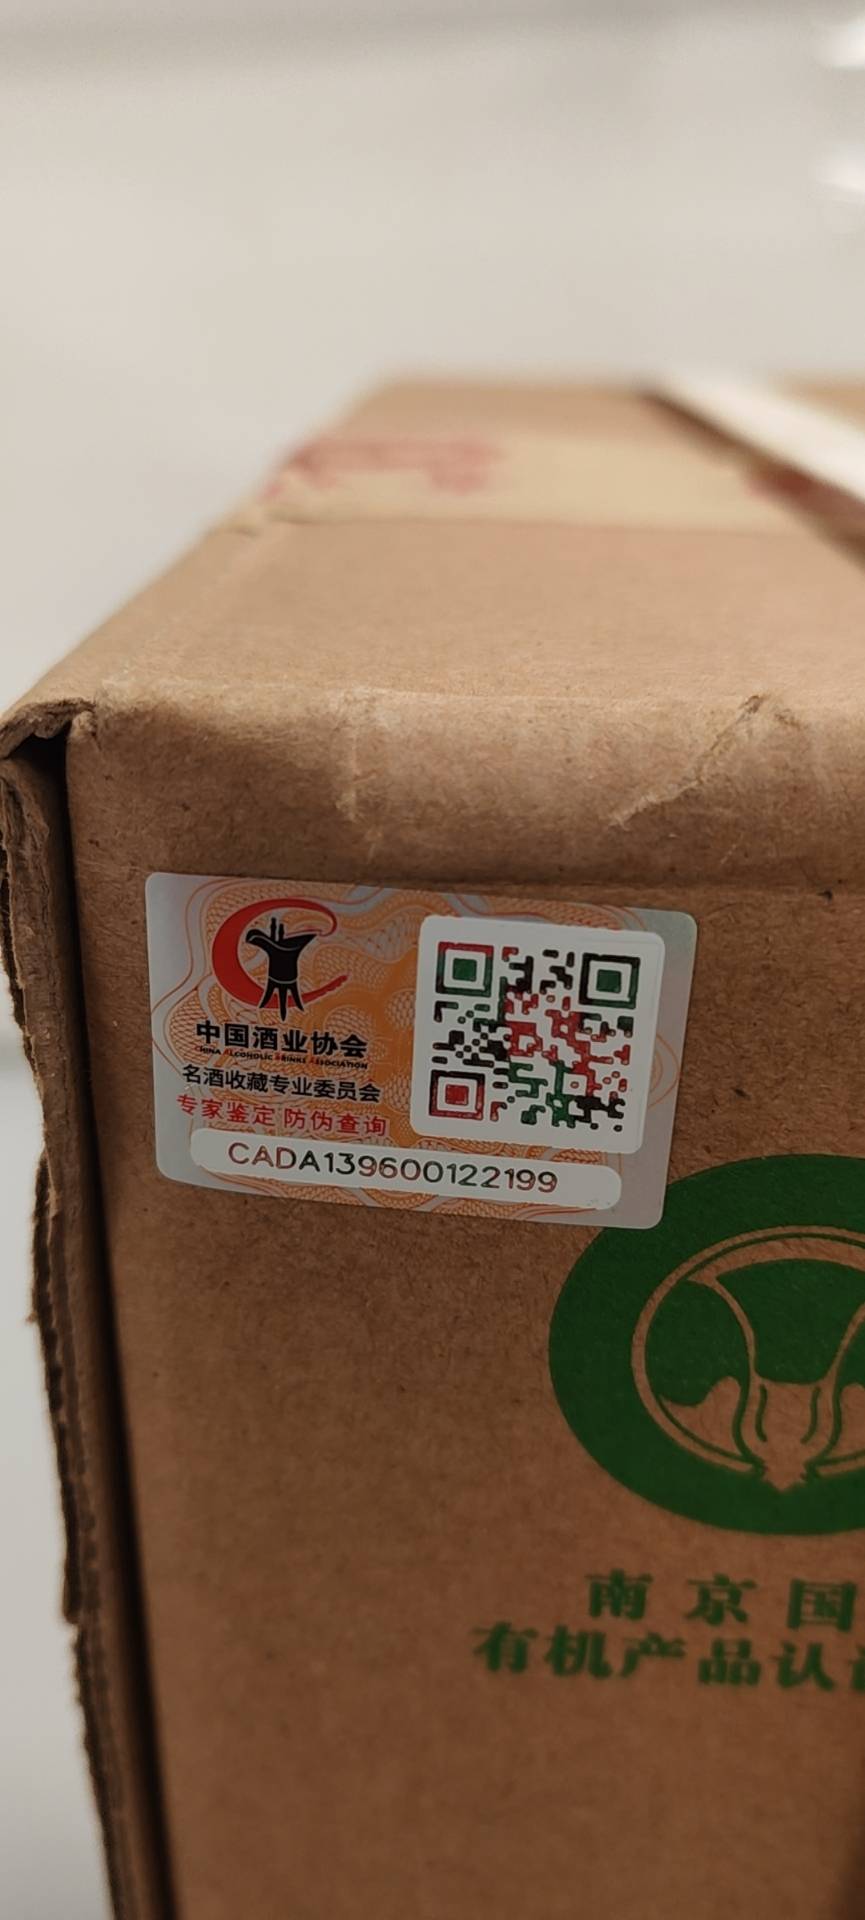 中国酒业协会
CHINA ALCOHOLIC DRINKS ASSOCIATION
名酒收藏专业委员会
专家鉴定 防伪查询
CADA139600122199
南京国
有机产品认